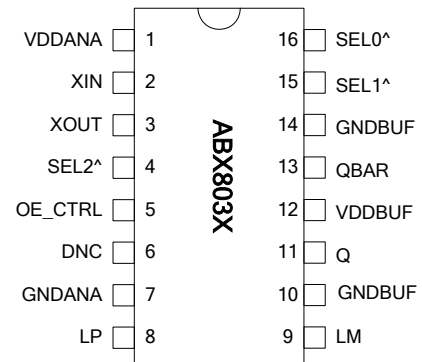 VDDANA 1 16 SEL0^
XIN 2 15 SEL1^
XOUT 3 14 GNDBUF
SEL2^ 4 13 QBAR
OE_CTRL 5 12 VDDBUF
DNC 6 11 Q
GNDANA 7 10 GNDBUF
LP 8 9 LM
ABX803X